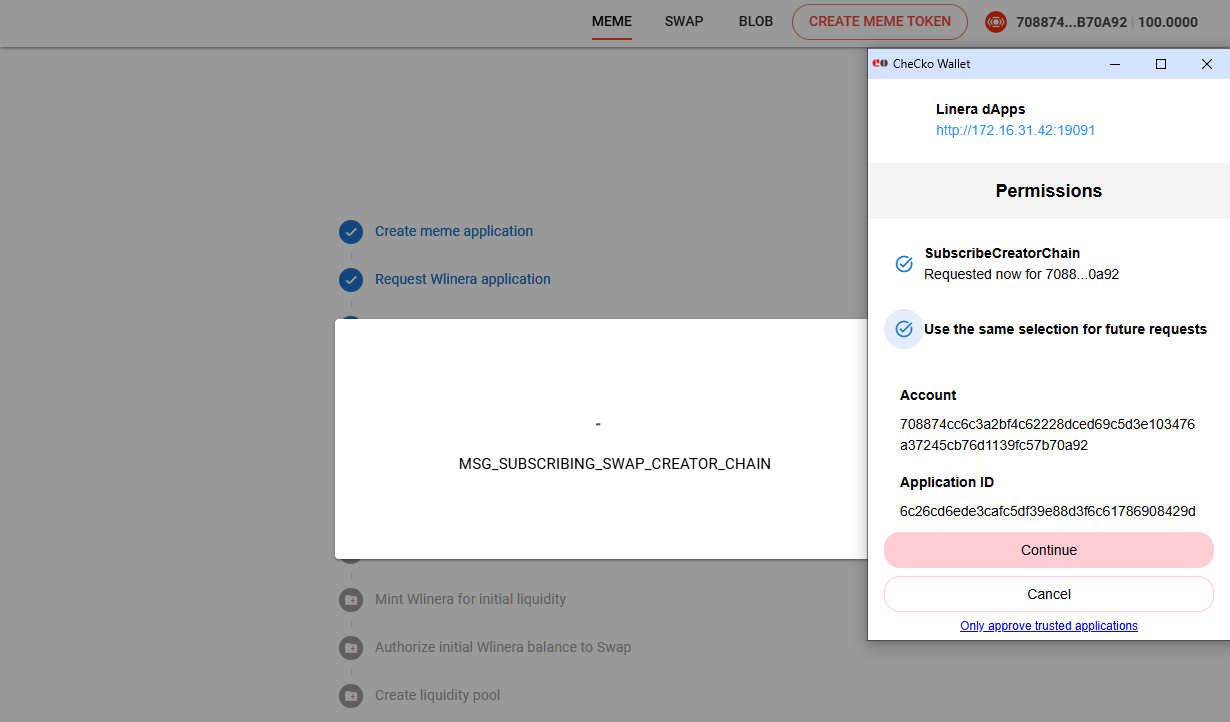 MEME SWAP BLOB CREATE MEME TOKEN 708874...B70A92 | 100.0000
CheCko Wallet
Linera dApps
http://172.16.31.42:19091
Permissions
SubscribeCreatorChain
Requested now for 7088...0a92
Use the same selection for future requests
Account
708874cc6c3a2bf4c62228dced69c5d3e103476
a37245cb76d1139fc57b70a92
Application ID
6c26cd6ede3cafc5df39e88d3f6c61786908429d
Continue
Cancel
Only approve trusted applications
Create meme application
Request Wlinera application
MSG_SUBSCRIBING_SWAP_CREATOR_CHAIN
Mint Wlinera for initial liquidity
Authorize initial Wlinera balance to Swap
Create liquidity pool